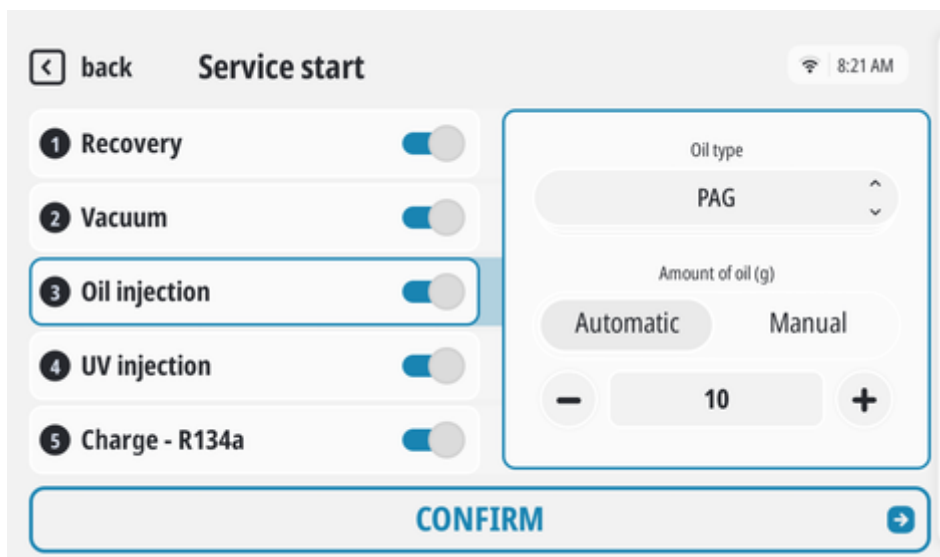 back
Service start
8:21 AM
1 Recovery
2 Vacuum
3 Oil injection
4 UV injection
5 Charge - R134a
Oil type
PAG
Amount of oil (g)
Automatic Manual
10
CONFIRM